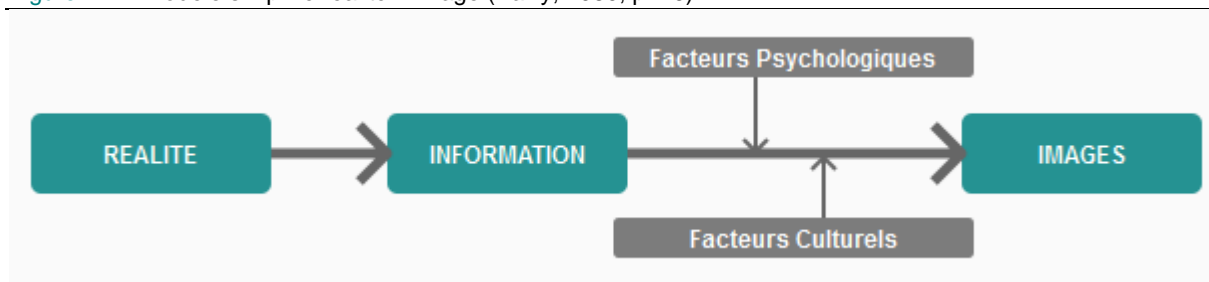 Facteurs Psychologiques
REALITE
INFORMATION
IMAGES
Facteurs Culturels